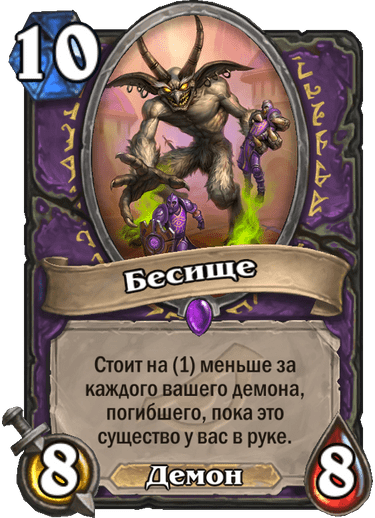 10
Бесище
Стоит на (1) меньше за
каждого вашего демона,
погибшего, пока это
существо у вас в руке.
8
Демон
8